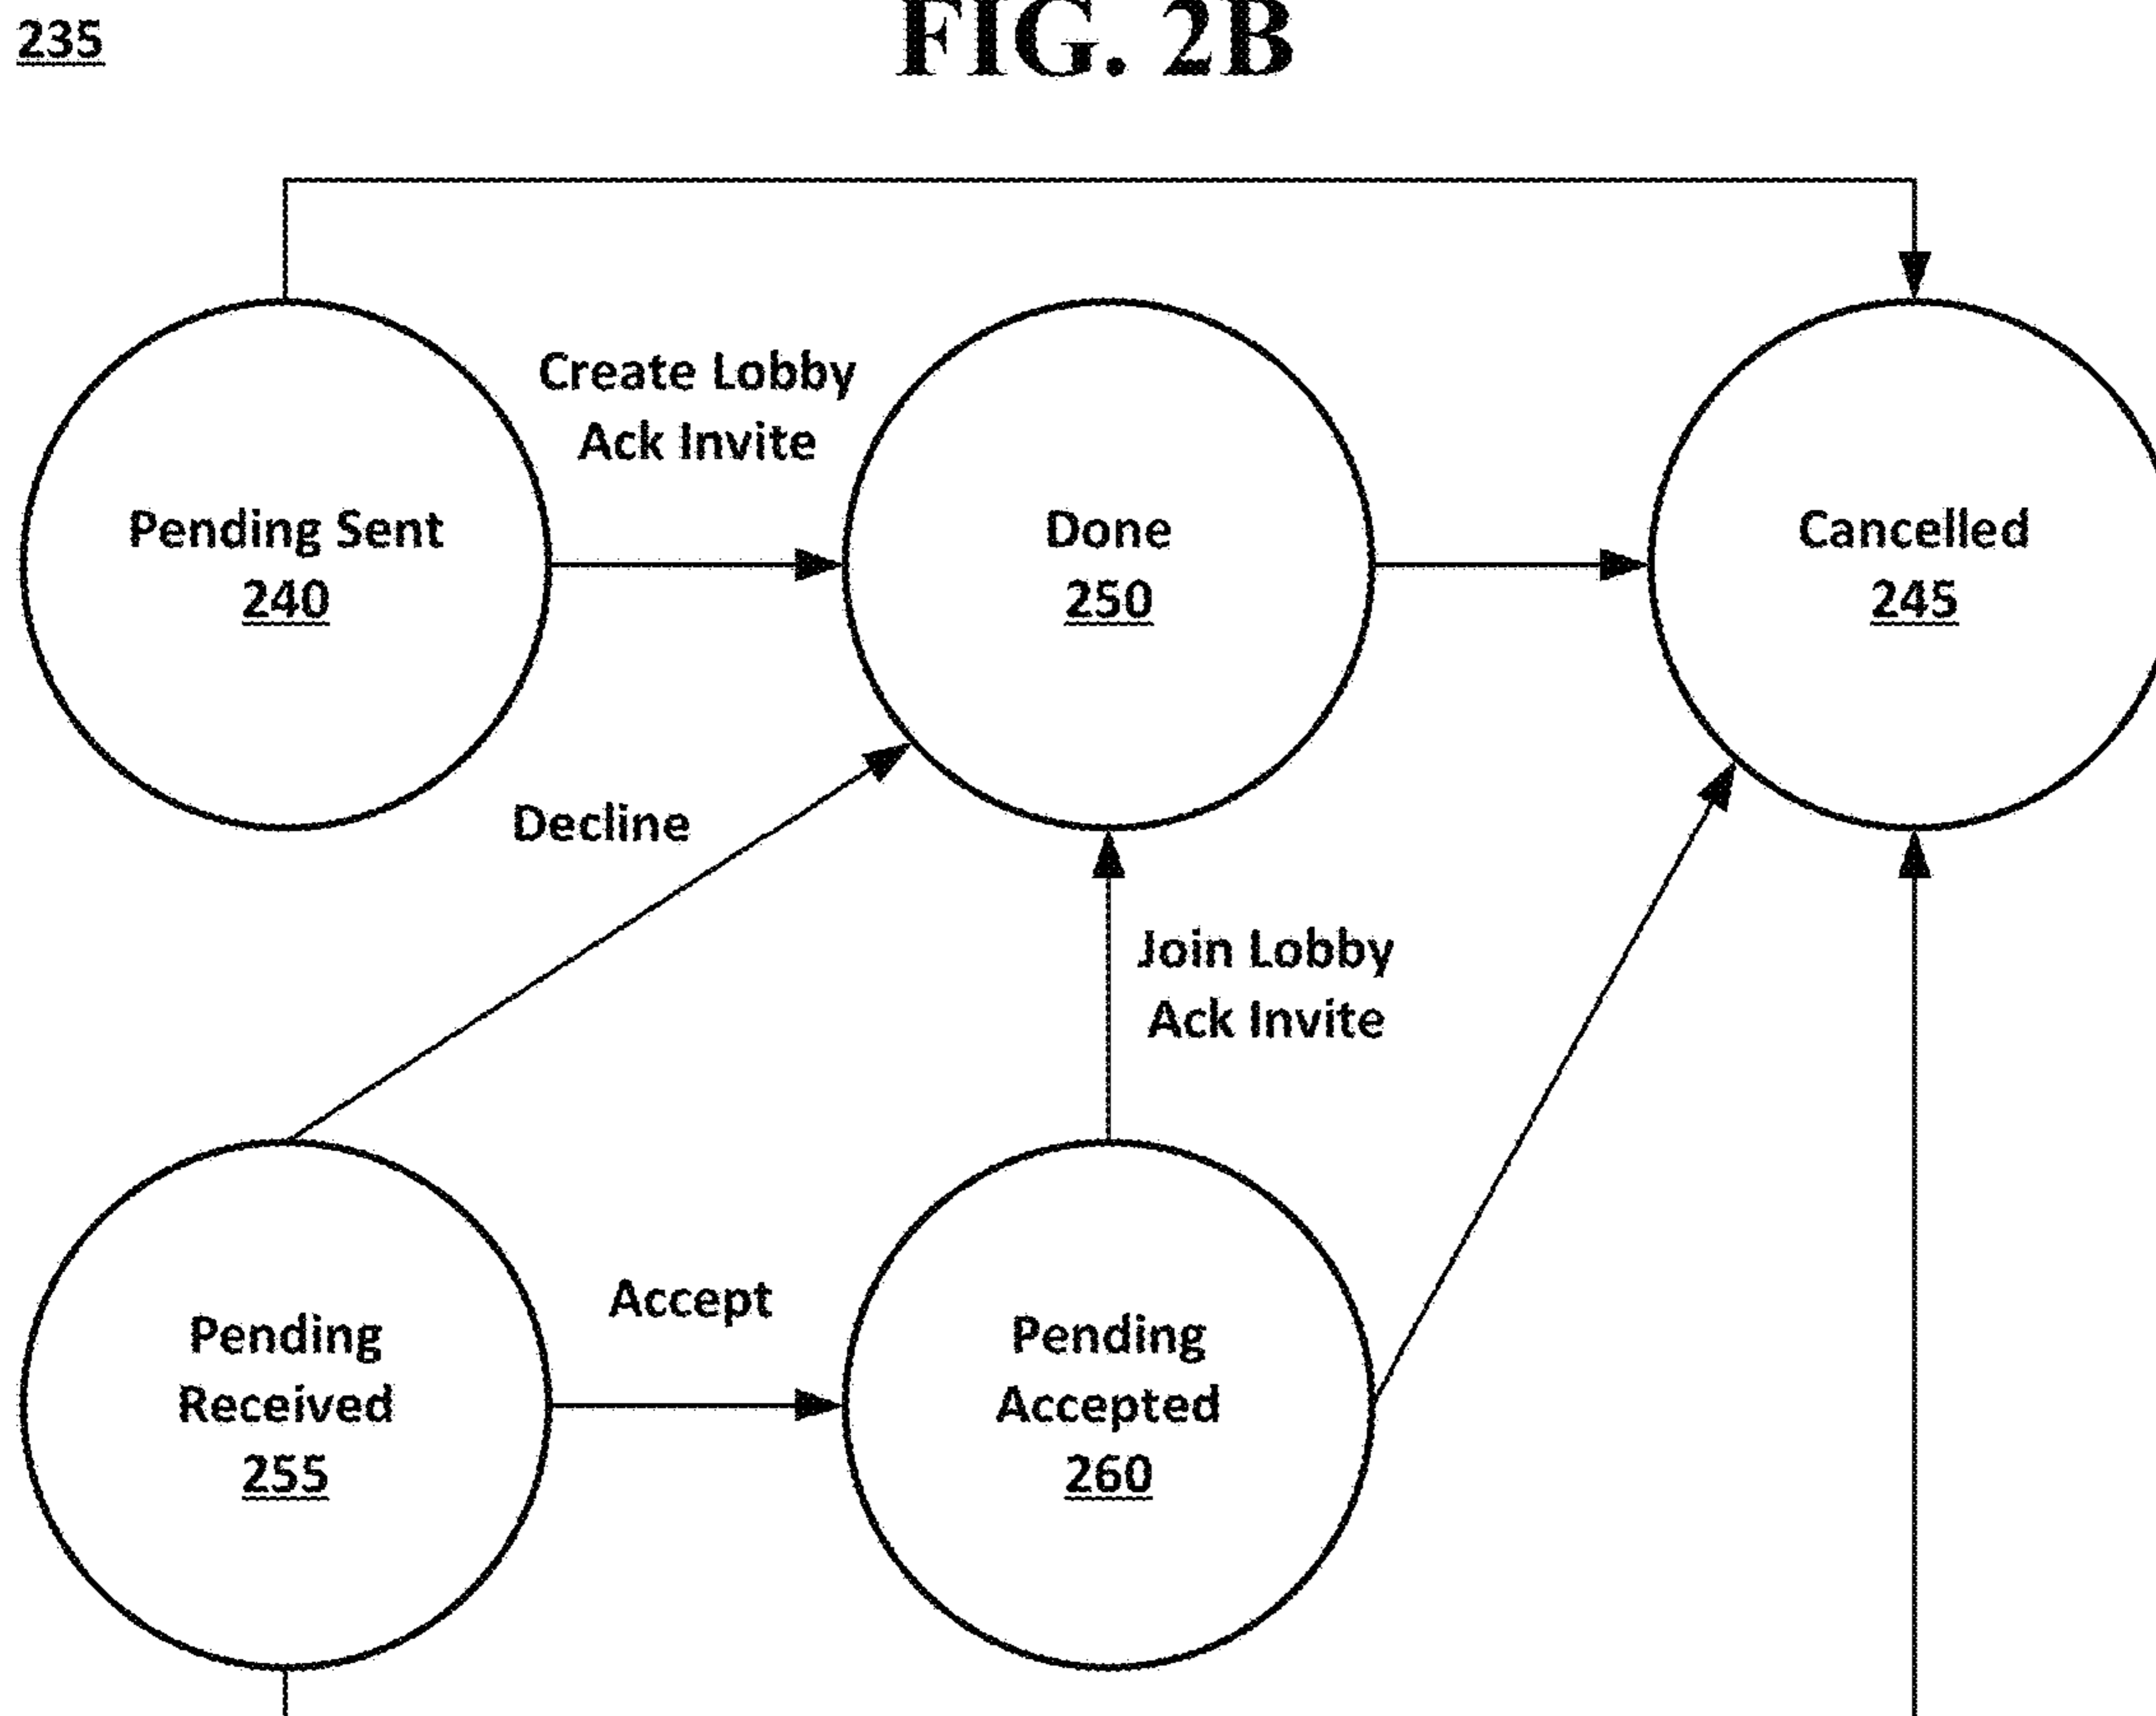 235
FIG. 2B
Create Lobby
Ack Invite
Pending Sent
240
Done
250
Cancelled
245
Decline
Join Lobby
Ack Invite
Accept
Pending
Received
255
Pending
Accepted
260